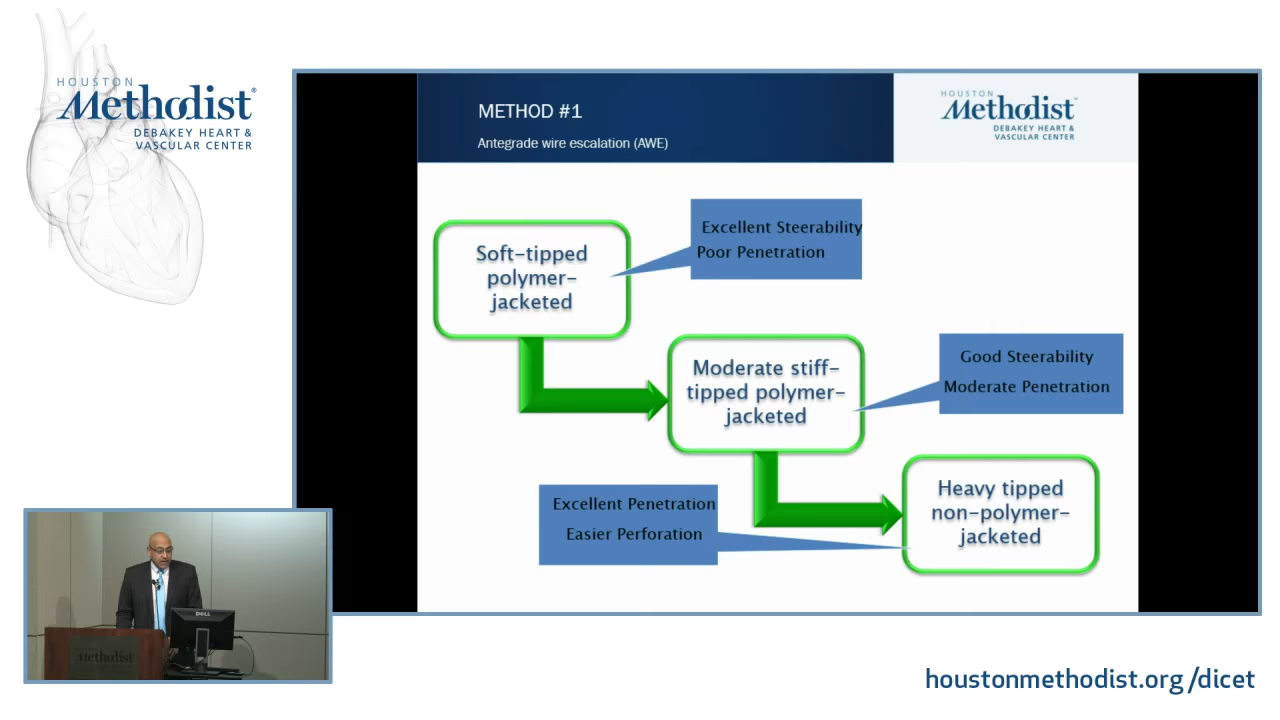 HOUSTON
Methodist®
DEBAKEY HEART &
VASCULAR CENTER
METHOD #1
Antegrade wire escalation (AWE)
HOUSTON
Methodist
DEBAKEY HEART &
VASCULAR CENTER
Soft-tipped
polymer-
jacketed
Excellent Steerability
Poor Penetration
Moderate stiff-
tipped polymer-
jacketed
Good Steerability
Moderate Penetration
Excellent Penetration
Easier Perforation
Heavy tipped
non-polymer-
jacketed
DELL
Methodist
houstonmethodist.org/dicet